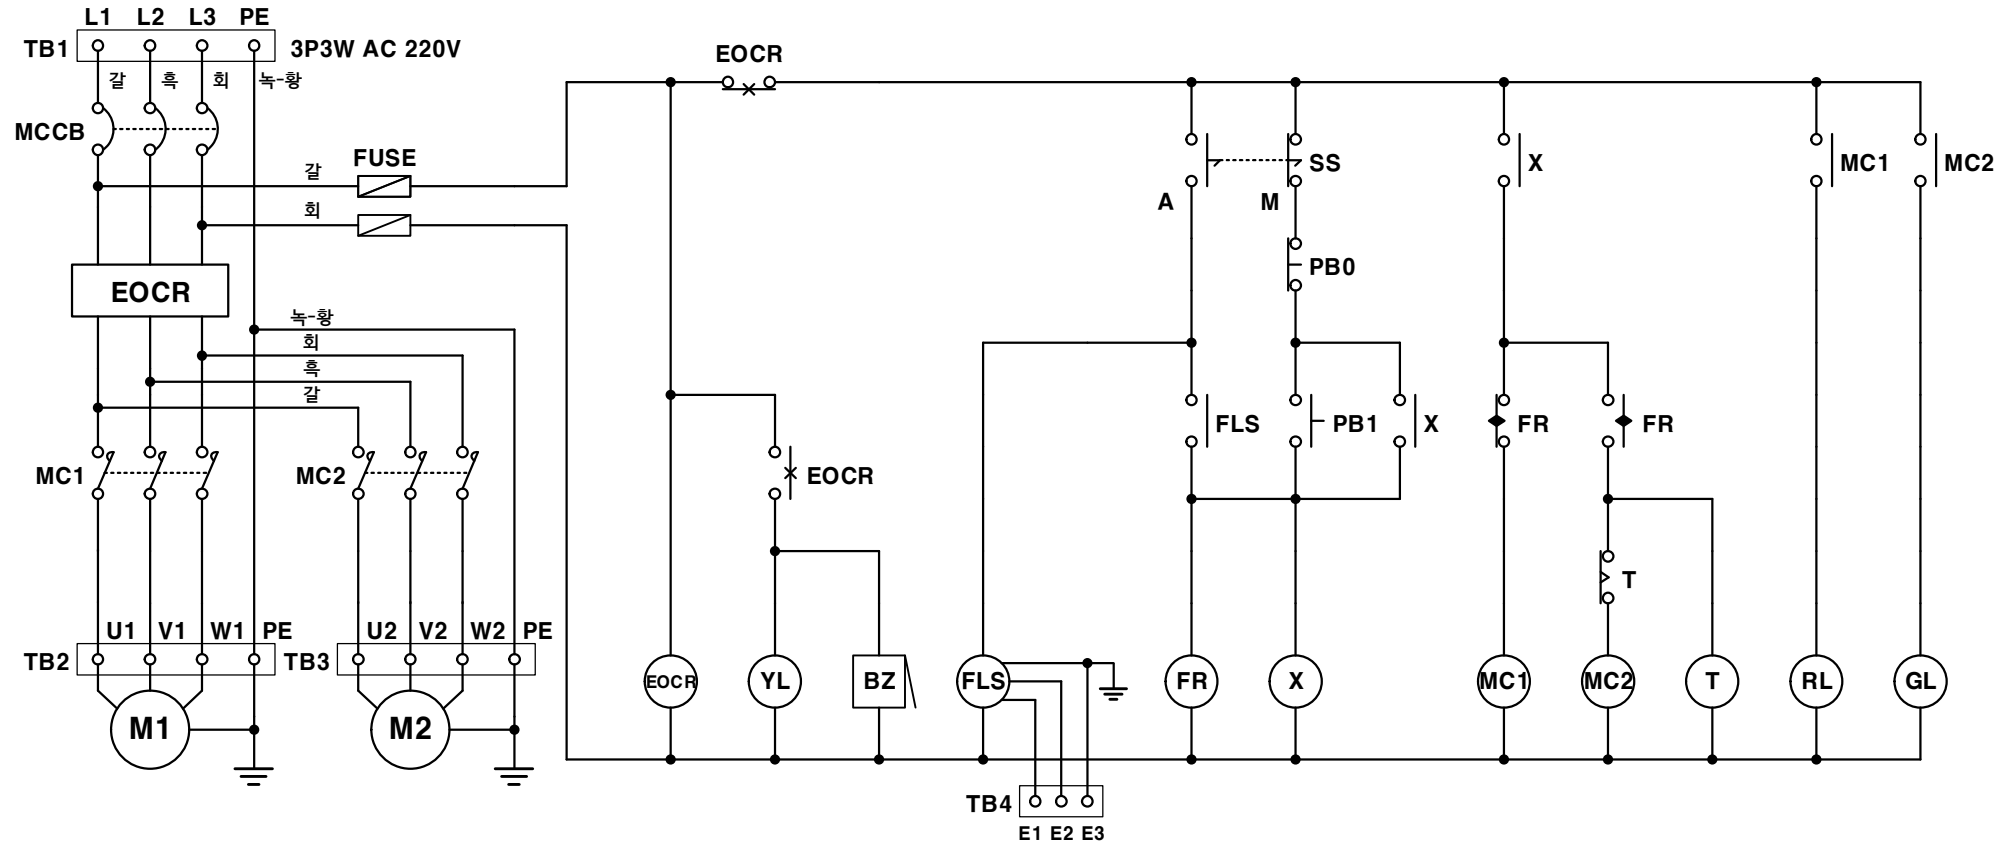 L1 L2 L3 PE
TB1 3P3W AC 220V
갈 흑 회 녹-황
EOCR
MCCB
FUSE
갈
회
SS
X
MC1
MC2
A M
PB0
EOCR
녹-황
회
흑
갈
FLS
PB1
X
FR
FR
MC1
MC2
EOCR
T
U1 V1 W1 PE
U2 V2 W2 PE
TB2
TB3
EOCR
YL
BZ
FLS
FR
X
MC1
MC2
T
RL
GL
M1
M2
TB4
E1 E2 E3